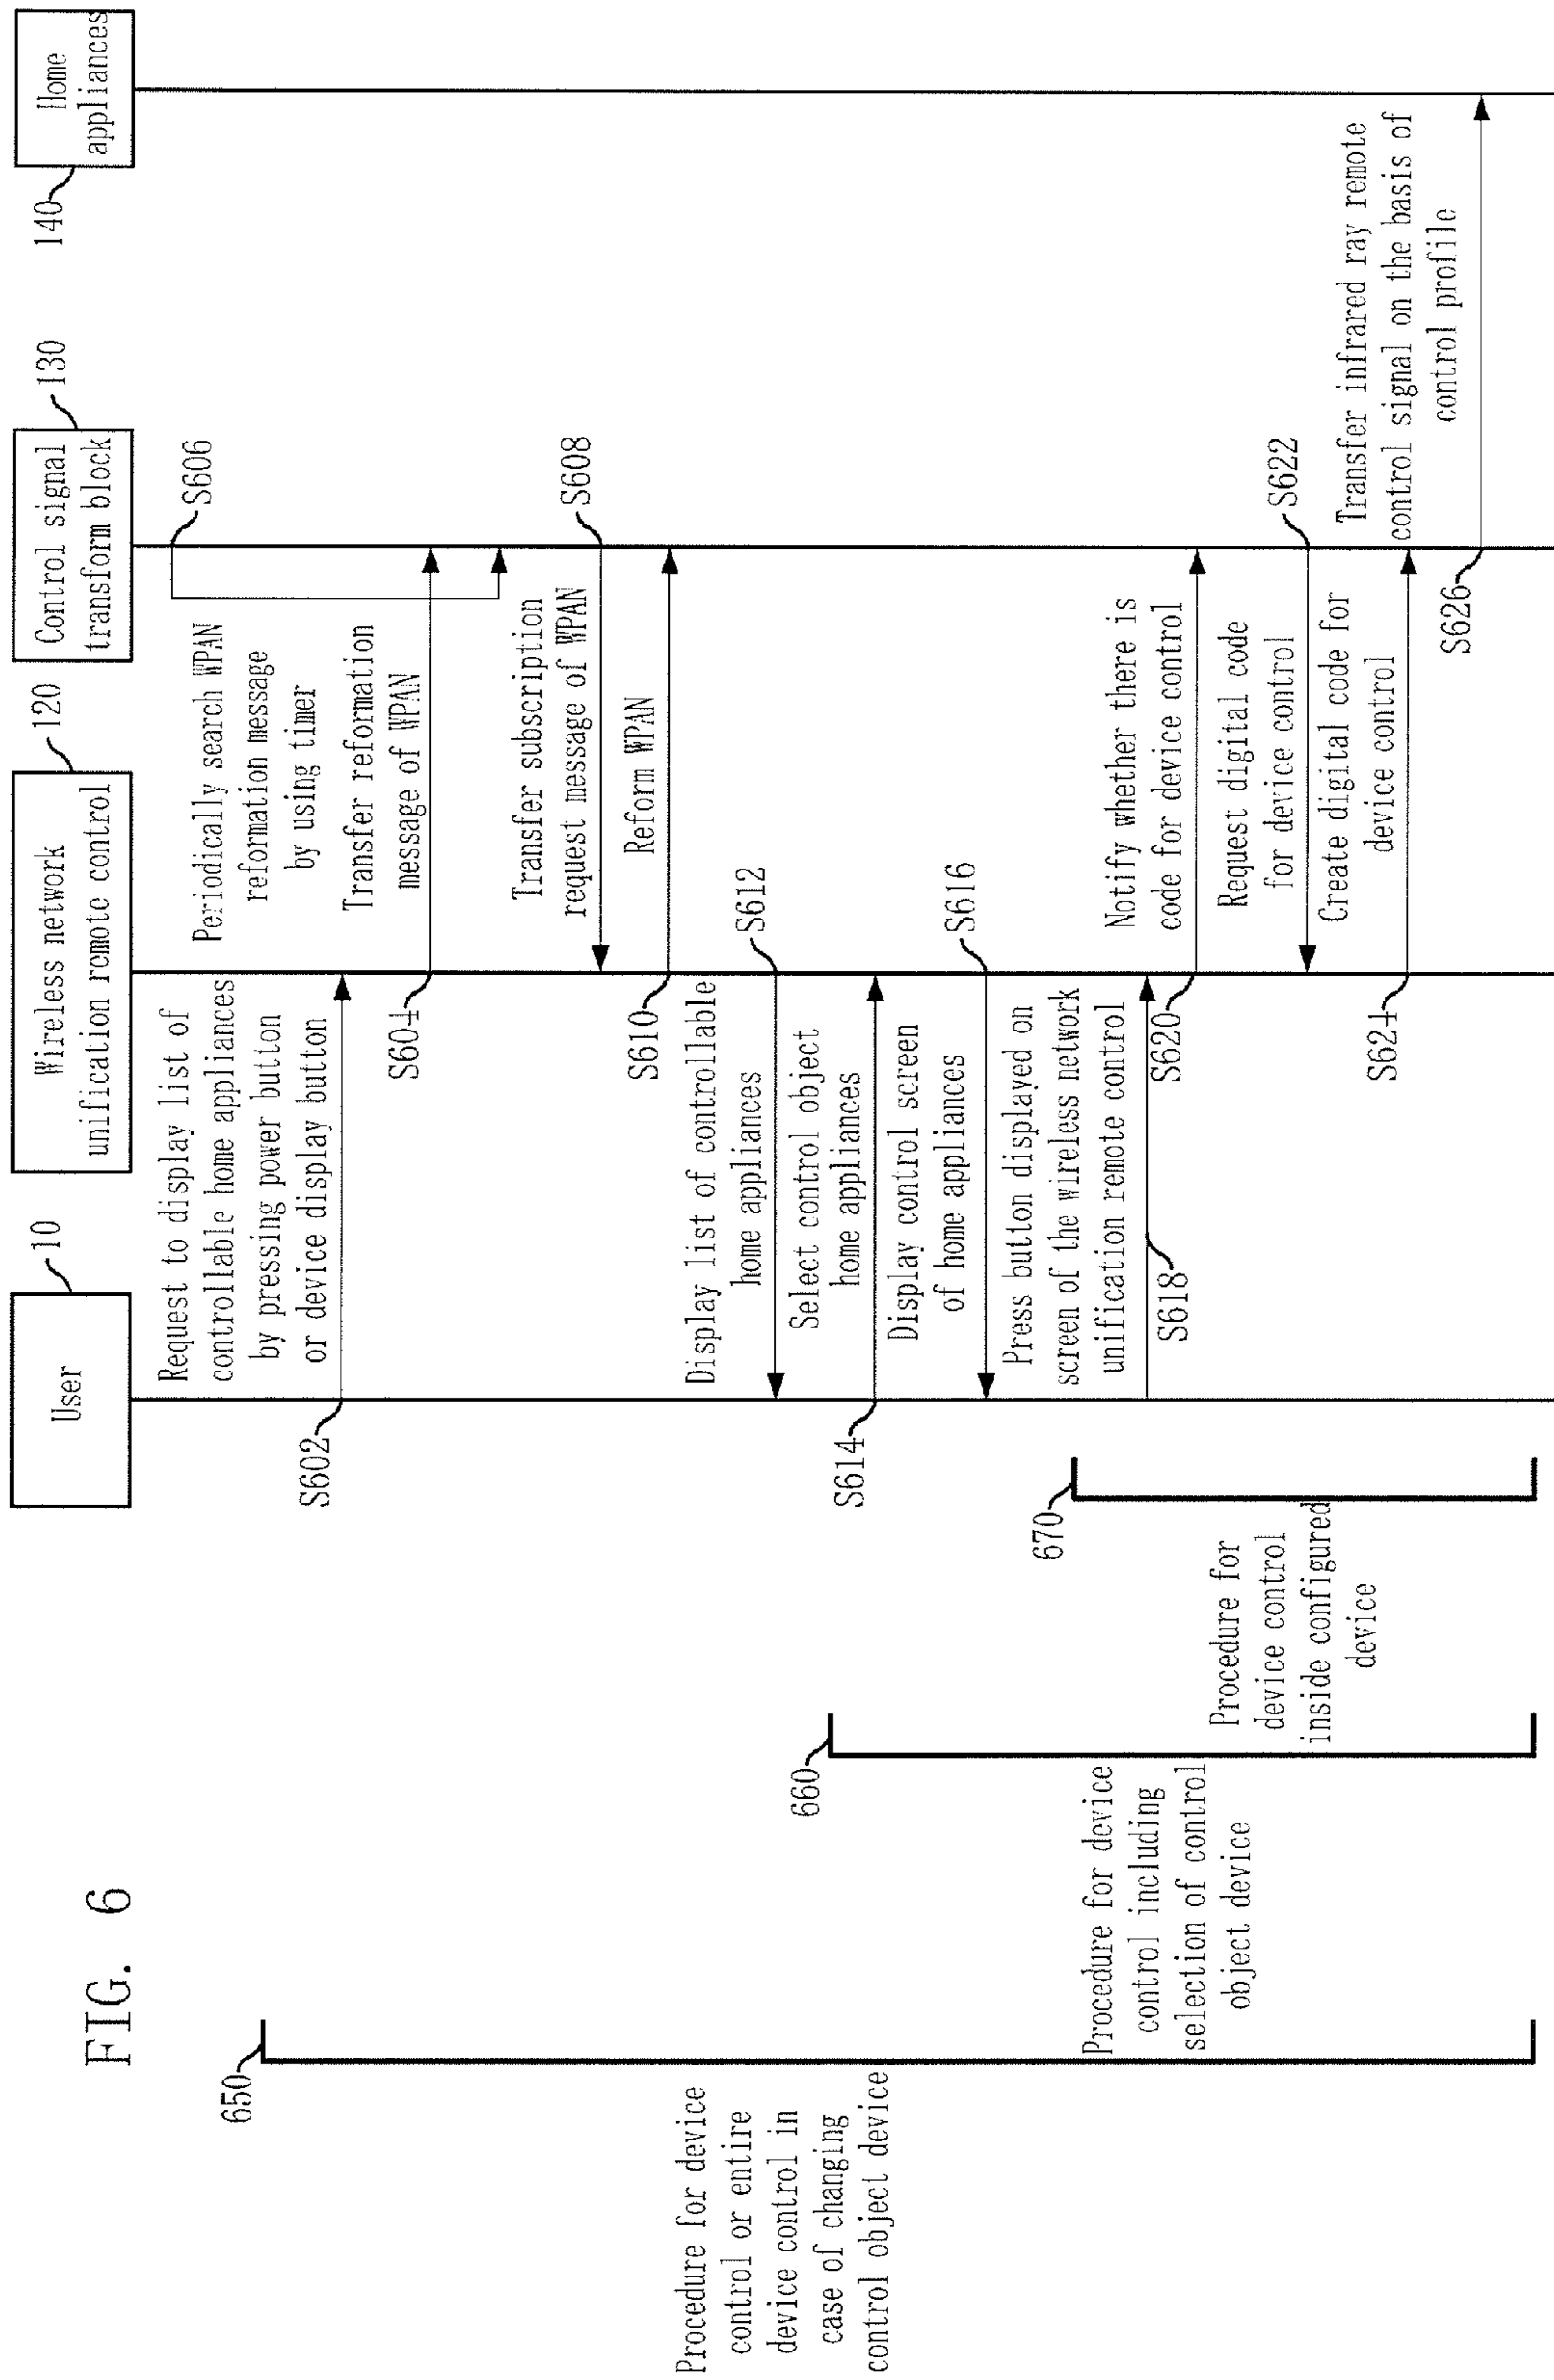 FIG. 6
User
10
Wireless network
unification remote control
120
Control signal
transform block
130
Home
appliances
140
650
Procedure for device
control or entire
device control in
case of changing
control object device
660
Procedure for device
control including
selection of control
object device
670
Procedure for
device control
inside configured
device
Request to display list of
controllable home appliances
by pressing power button
or device display button
S602
Periodically search WPAN
reformation message
by using timer
S606
Transfer reformation
message of WPAN
S604
Transfer subscription
request message of WPAN
S608
Reform WPAN
S610
Display list of controllable
home appliances
S612
Select control object
home appliances
S614
Display control screen
of home appliances
S616
Press button displayed on
screen of the wireless network
unification remote control
S618
Notify whether there is
code for device control
S620
Request digital code
for device control
S622
Create digital code for
device control
S624
Transfer infrared ray remote
control signal on the basis of
control profile
S626